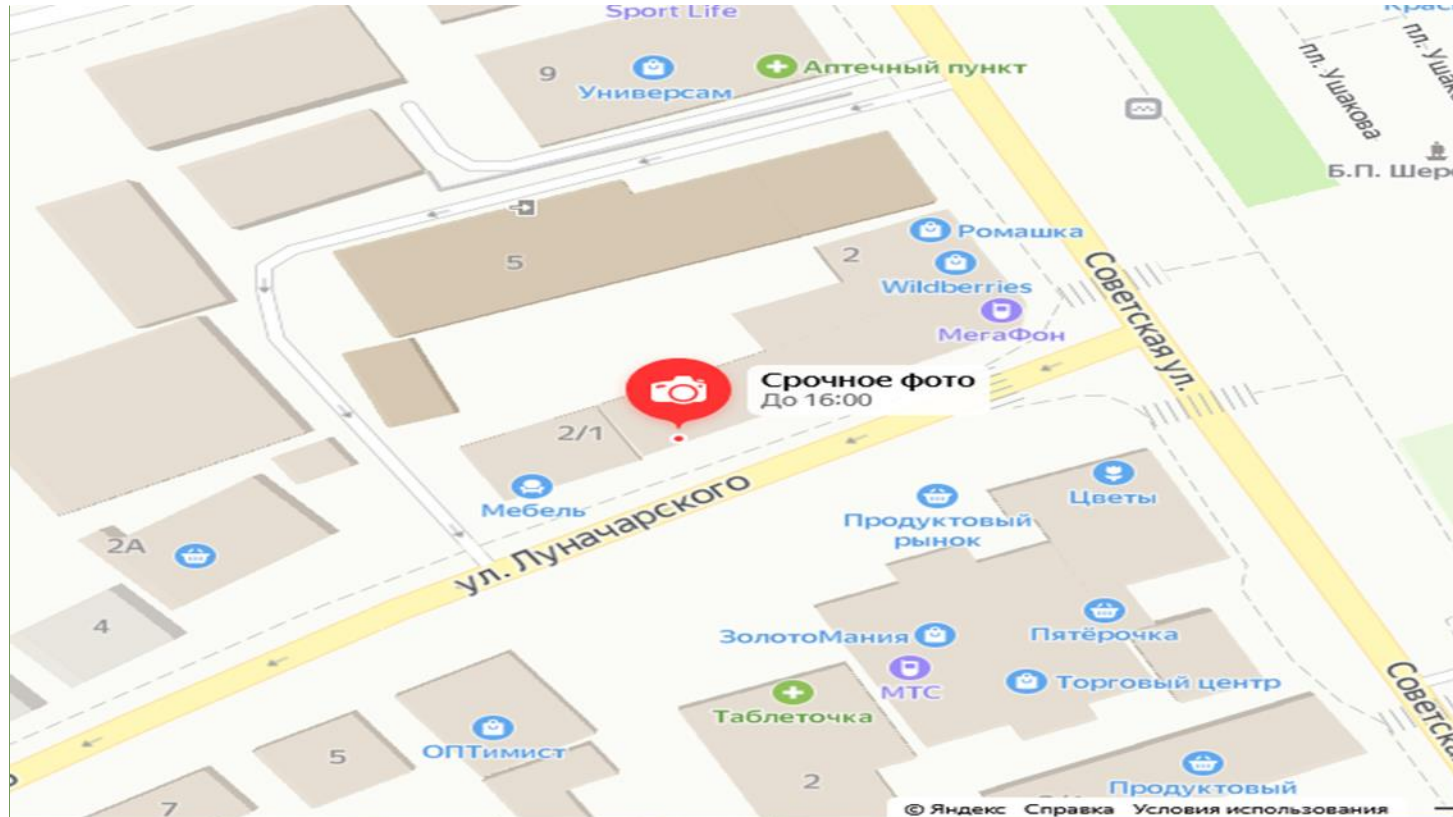 Sport Life
пл. Ушакова
9
Универсам
Аптечный пункт
пл. Ушакова
Б.П.
5
2
Ромашка
Wildberries
МегаФон
Советская ул.
Срочное фото
До 16:00
2/1
Мебель
ул. Луначарского
Цветы
Продуктовый
рынок
2А
4
Пятёрочка
ЗолотоМания
МТС
Торговый центр
Таблеточка
ОПТимист
5
7
2
Продуктовый
© Яндекс Справка Условия использования